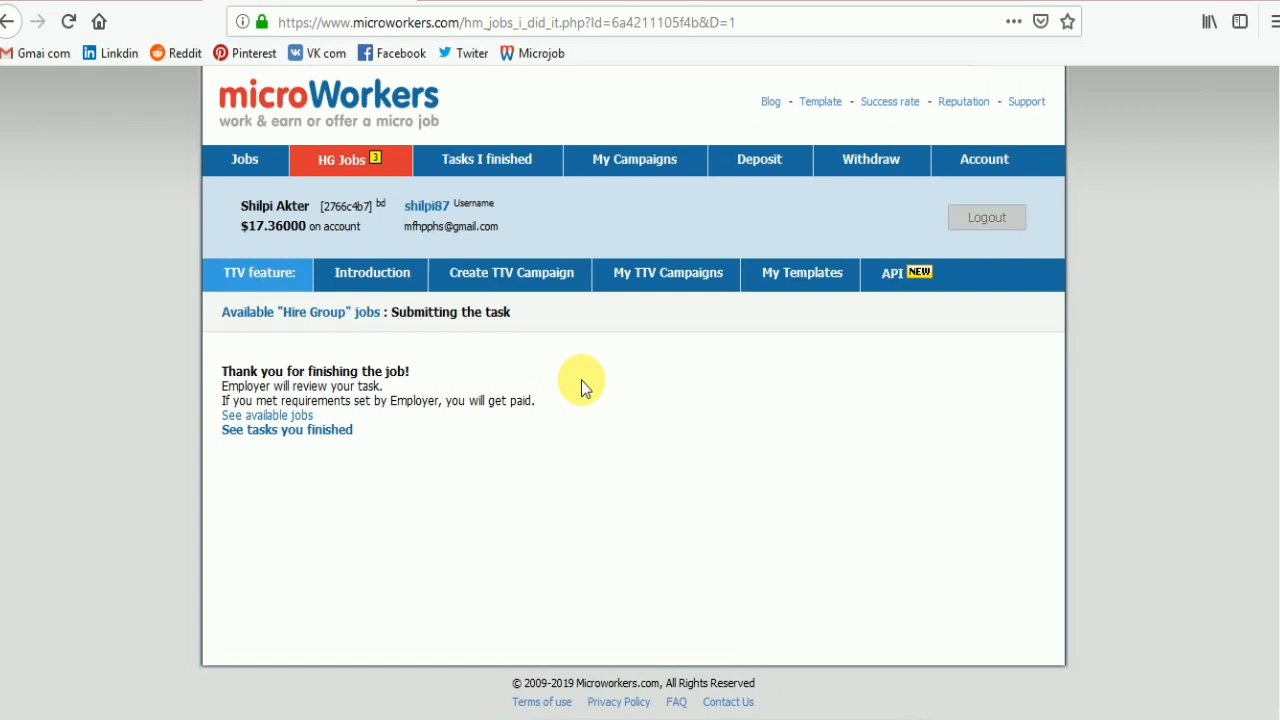 https://www.microworkers.com/hm_jobs_i_did_it.php?Id=6a4211105f4b&D=1
Gmai com Linkdin Reddit Pinterest VK com Facebook Twiter Microjob
microWorkers
work & earn or offer a micro job
Blog - Template - Success rate - Reputation - Support
Jobs HG Jobs 3 Tasks I finished My Campaigns Deposit Withdraw Account
Shilpi Akter [2766c4b7] bd shilpi87 Username
$17.36000 on account mfhpphs@gmail.com
Logout
TTV feature: Introduction Create TTV Campaign My TTV Campaigns My Templates API NEW
Available "Hire Group" jobs : Submitting the task
Thank you for finishing the job!
Employer will review your task.
If you met requirements set by Employer, you will get paid.
See available jobs
See tasks you finished
© 2009-2019 Microworkers.com, All Rights Reserved
Terms of use Privacy Policy FAQ Contact Us